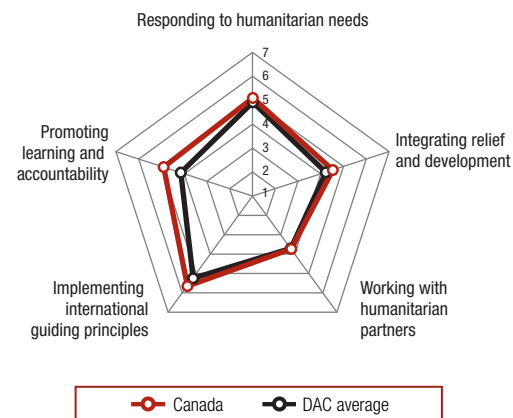 Responding to humanitarian needs
7
6
5
4
3
2
1
Promoting
learning and
accountability
Integrating relief
and development
Implementing
international
guiding principles
Working with
humanitarian
partners
Canada
DAC average